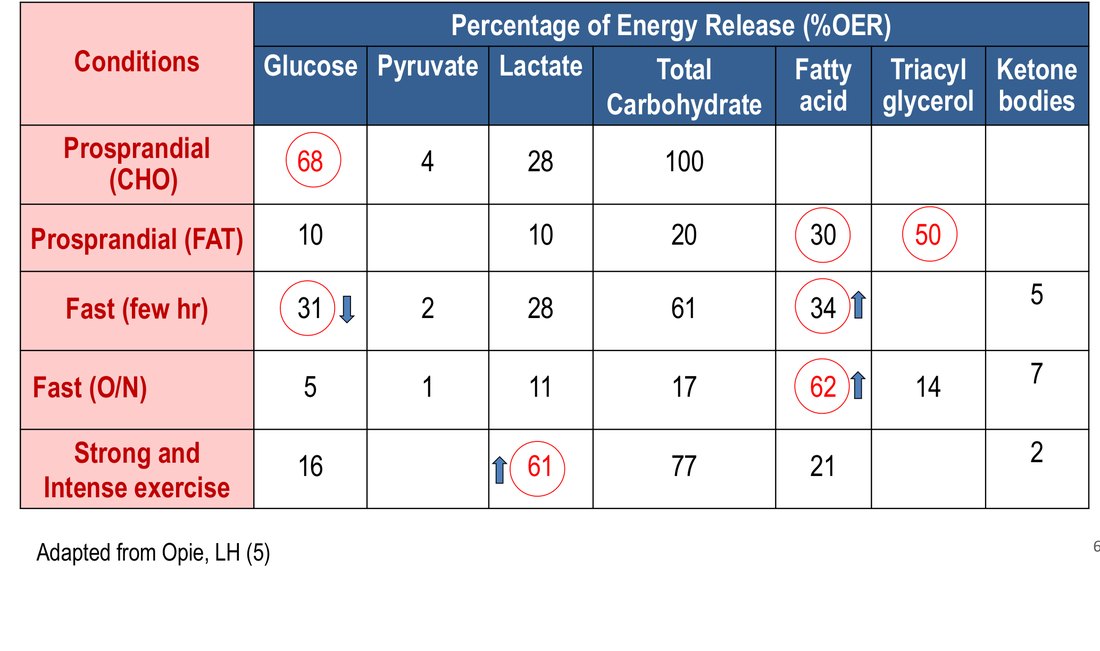 Conditions
Percentage of Energy Release (%OER)
Glucose
Pyruvate
Lactate
Total
Carbohydrate
Fatty
acid
Triacyl
glycerol
Ketone
bodies
Prosprandial
(CHO)
68
4
28
100
Prosprandial (FAT)
10
10
20
30
50
Fast (few hr)
31
2
28
61
34
5
Fast (O/N)
5
1
11
17
62
14
7
Strong and
Intense exercise
16
61
77
21
2
Adapted from Opie, LH (5)
6